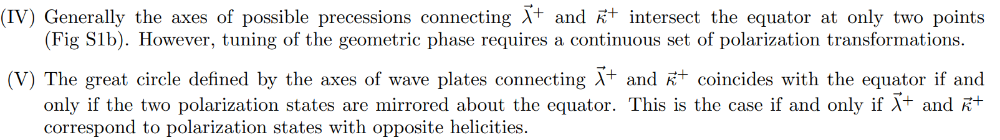 (IV) Generally the axes of possible precessions connecting $\vec{\lambda}^+$ and $\vec{\kappa}^+$ intersect the equator at only two points
(Fig S1b). However, tuning of the geometric phase requires a continuous set of polarization transformations.
(V) The great circle defined by the axes of wave plates connecting $\vec{\lambda}^+$ and $\vec{\kappa}^+$ coincides with the equator if and
only if the two polarization states are mirrored about the equator. This is the case if and only if $\vec{\lambda}^+$ and $\vec{\kappa}^+$
correspond to polarization states with opposite helicities.